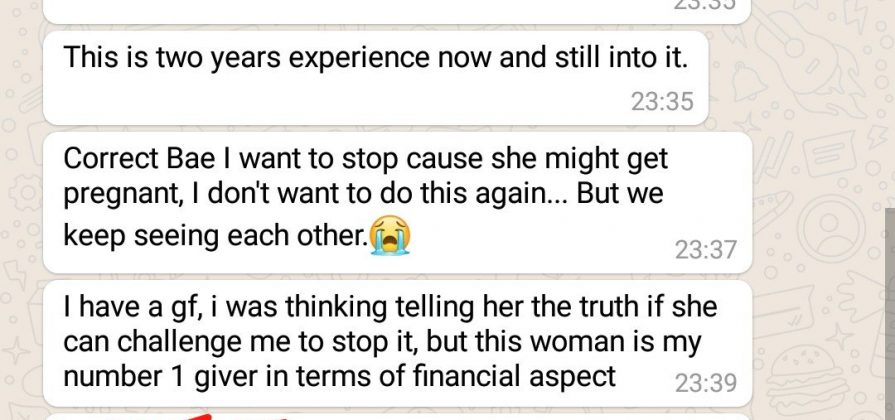 23:35
This is two years experience now and still into it.
23:35
Correct Bae I want to stop cause she might get
pregnant, I don't want to do this again... But we
keep seeing each other.😭
23:37
I have a gf, i was thinking telling her the truth if she
can challenge me to stop it, but this woman is my
number 1 giver in terms of financial aspect
23:39